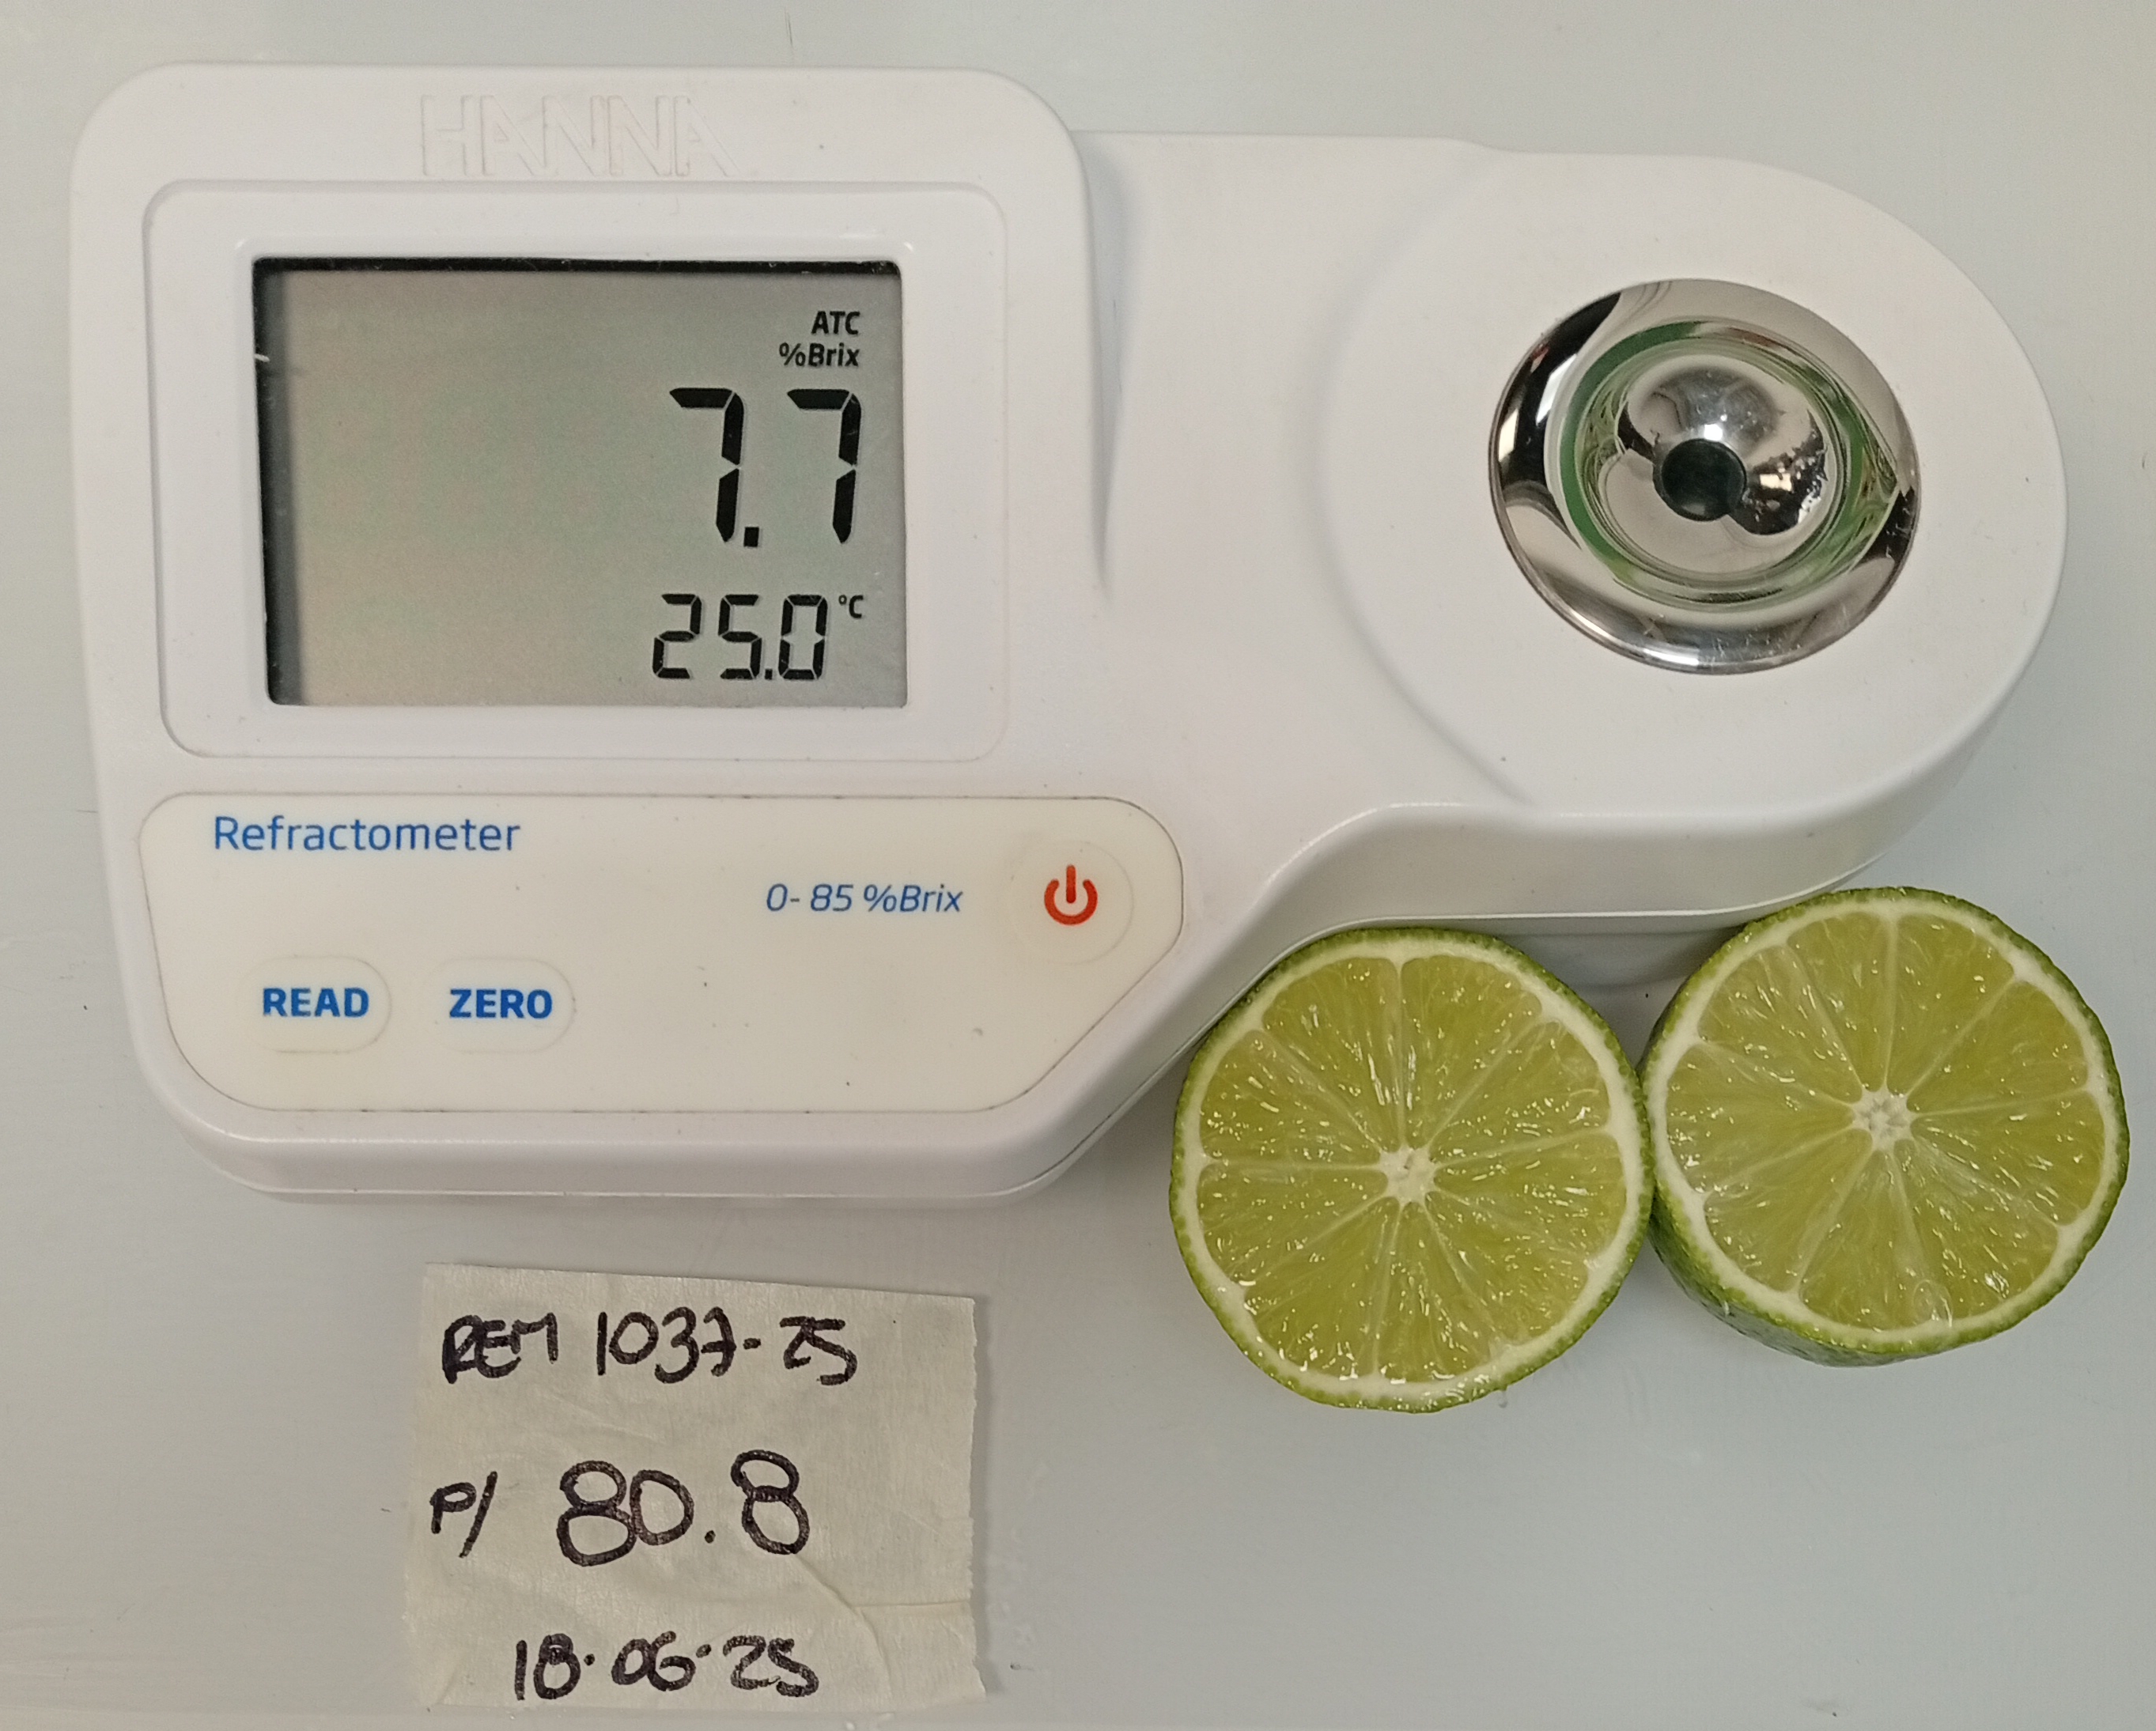 HANNA
ATC
%Brix
7.7
25.0 °C
Refractometer
0- 85 %Brix
READ ZERO
REM 1037-25
P/ 80.8
18.06.25